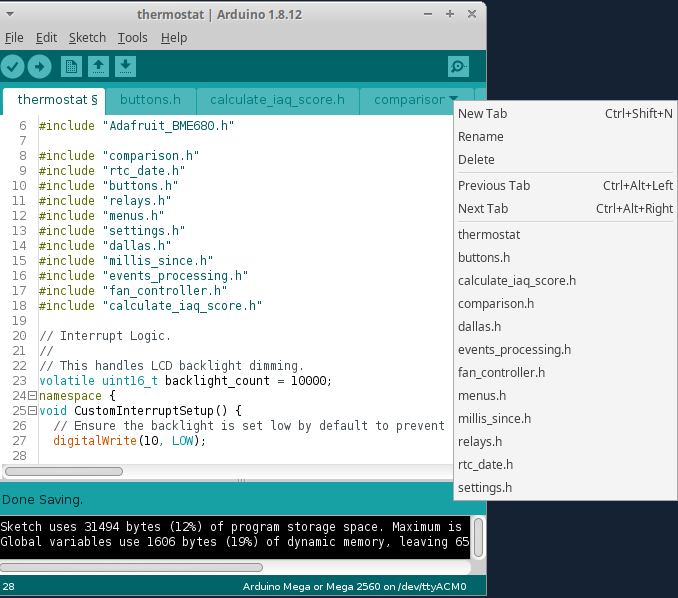 thermostat | Arduino 1.8.12
File Edit Sketch Tools Help
thermostat § buttons.h calculate_iaq_score.h comparison
6 #include "Adafruit_BME680.h"
7
8 #include "comparison.h"
9 #include "rtc_date.h"
10 #include "buttons.h"
11 #include "relays.h"
12 #include "menus.h"
13 #include "settings.h"
14 #include "dallas.h"
15 #include "millis_since.h"
16 #include "events_processing.h"
17 #include "fan_controller.h"
18 #include "calculate_iaq_score.h"
19
20 // Interrupt Logic.
21 //
22 // This handles LCD backlight dimming.
23 volatile uint16_t backlight_count = 10000;
24 namespace {
25 void CustomInterruptSetup() {
26 // Ensure the backlight is set low by default to prevent
27 digitalWrite(10, LOW);
28
New Tab Ctrl+Shift+N
Rename
Delete
Previous Tab Ctrl+Alt+Left
Next Tab Ctrl+Alt+Right
thermostat
buttons.h
calculate_iaq_score.h
comparison.h
dallas.h
events_processing.h
fan_controller.h
menus.h
millis_since.h
relays.h
rtc_date.h
settings.h
Done Saving.
Sketch uses 31494 bytes (12%) of program storage space. Maximum is
Global variables use 1606 bytes (19%) of dynamic memory, leaving 65
28 Arduino Mega or Mega 2560 on /dev/ttyACM0